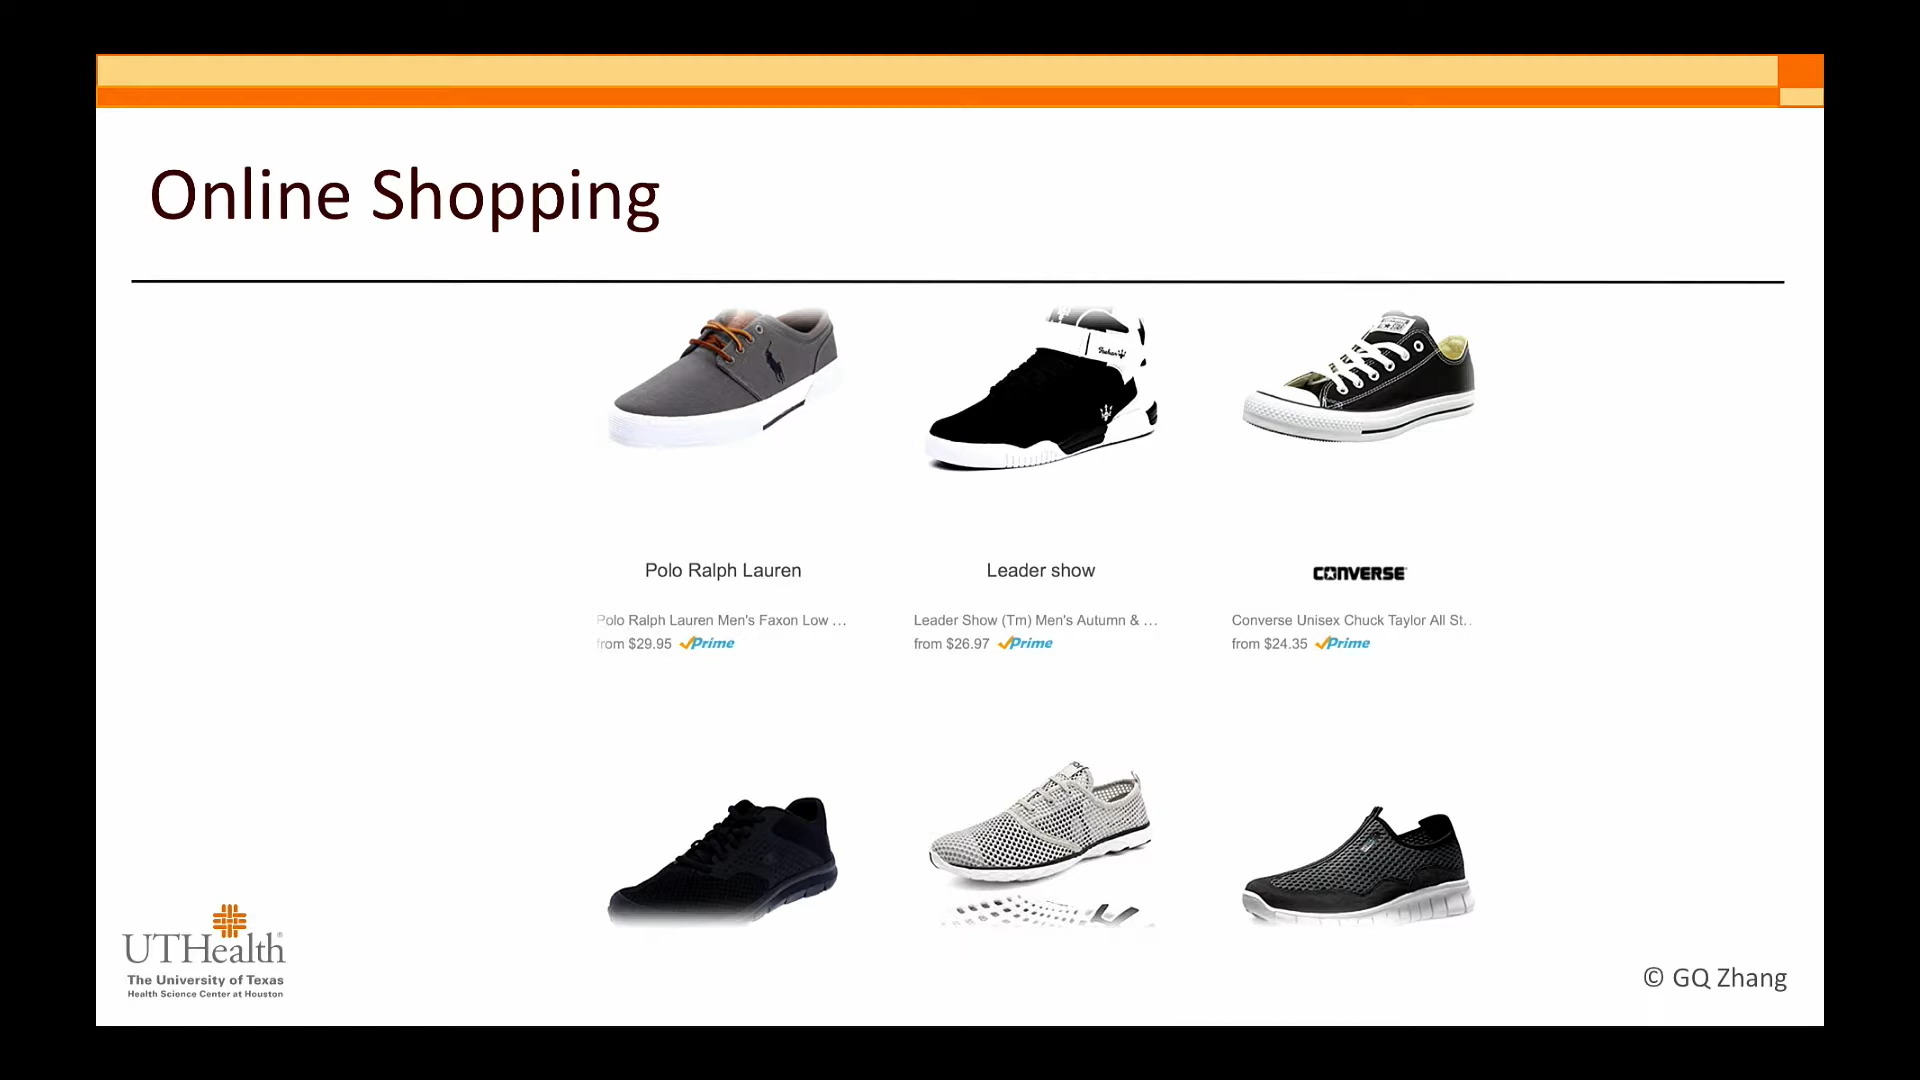 Online Shopping
Polo Ralph Lauren
Leader show
CONVERSE
Polo Ralph Lauren Men's Faxon Low ...
Leader Show (Tm) Men's Autumn & ...
Converse Unisex Chuck Taylor All St..
from $29.95 Prime
from $26.97 Prime
from $24.35 Prime
UTHealth®
The University of Texas
Health Science Center at Houston
© GQ Zhang